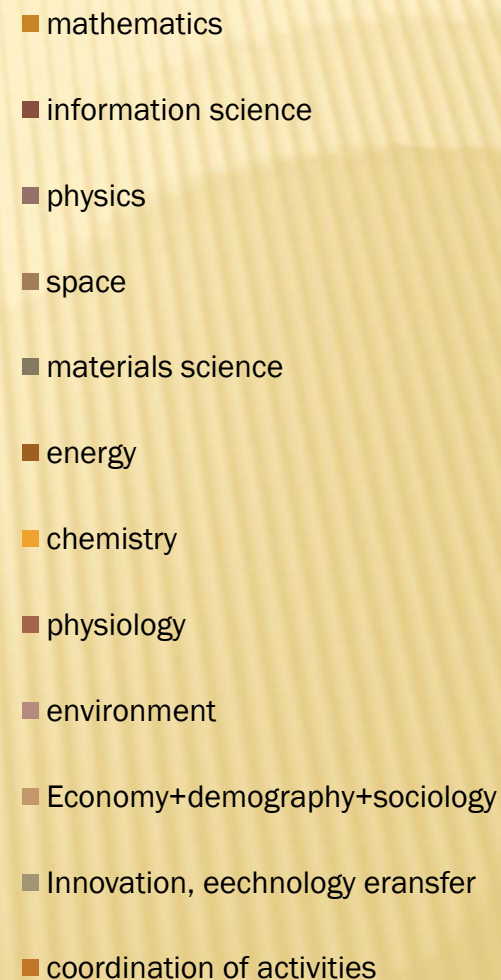 mathematics
information science
physics
space
materials science
energy
chemistry
physiology
environment
Economy+demography+sociology
Innovation, eechnology eransfer
coordination of activities